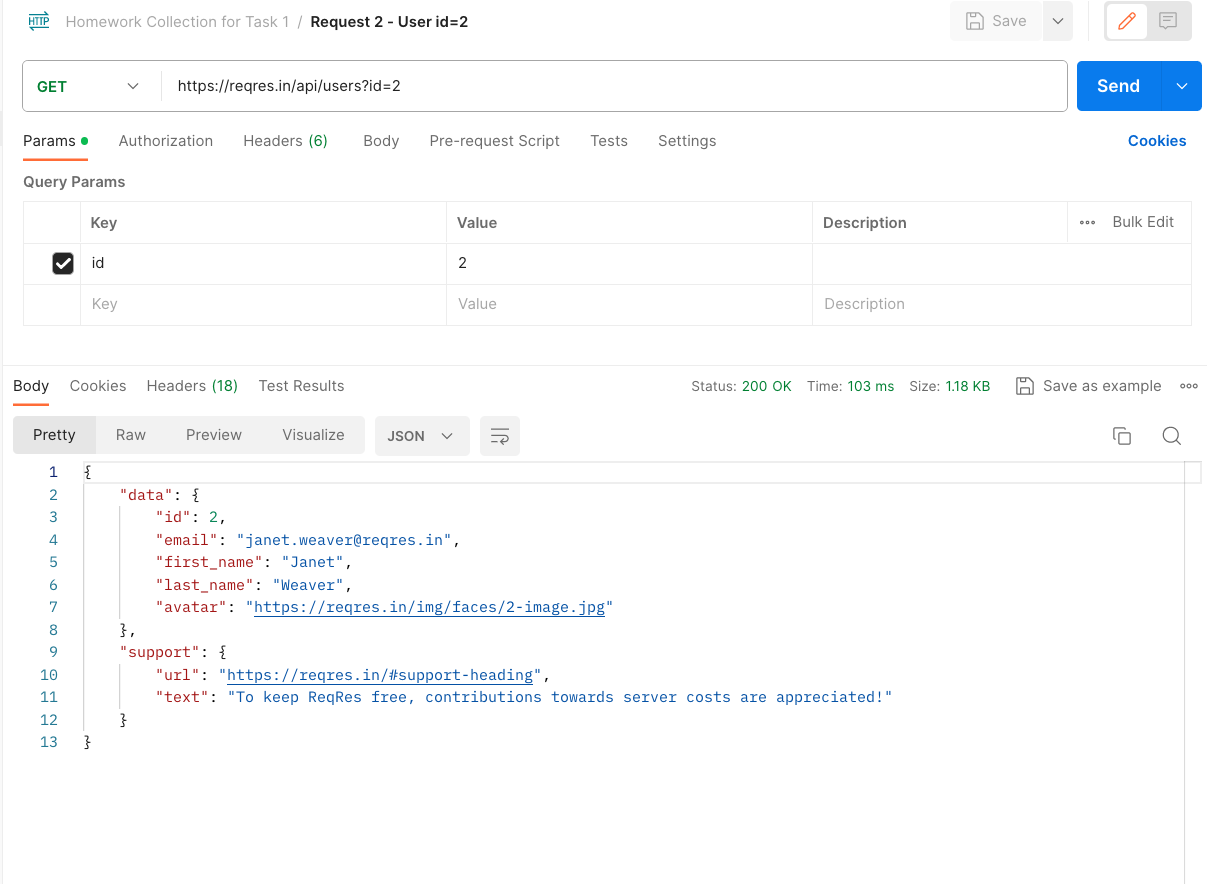 HTTP Homework Collection for Task 1 / Request 2 - User id=2 Save
GET https://reqres.in/api/users?id=2 Send
Params Authorization Headers (6) Body Pre-request Script Tests Settings Cookies
Query Params
Key Value Description Bulk Edit
id 2
Key Value Description
Body Cookies Headers (18) Test Results Status: 200 OK Time: 103 ms Size: 1.18 KB Save as example
Pretty Raw Preview Visualize JSON
1 {
2 "data": {
3 "id": 2,
4 "email": "janet.weaver@reqres.in",
5 "first_name": "Janet",
6 "last_name": "Weaver",
7 "avatar": "https://reqres.in/img/faces/2-image.jpg"
8 },
9 "support": {
10 "url": "https://reqres.in/#support-heading",
11 "text": "To keep ReqRes free, contributions towards server costs are appreciated!"
12 }
13 }